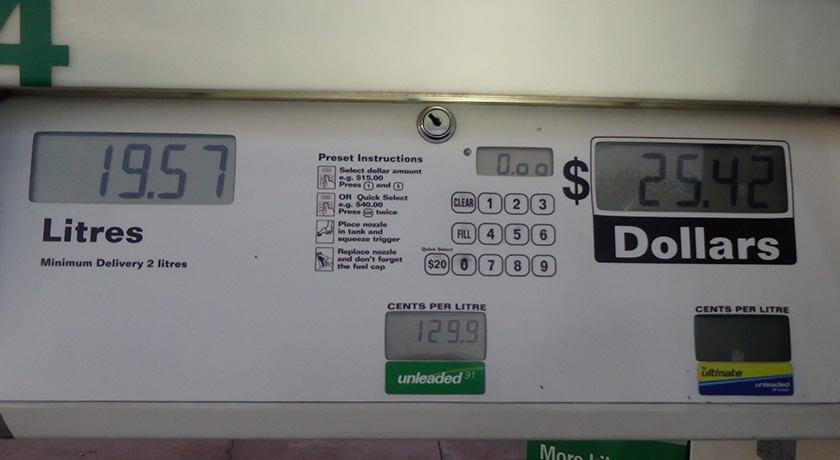 4
19.57
Litres
Minimum Delivery 2 litres
Preset Instructions
Select dollar amount
e.g. $15.00
Press 1 and 5
OR Quick Select
e.g. $40.00
Press twice
Place nozzle
in tank and
squeeze trigger
Replace nozzle
and don't forget
the fuel cap
0.00
CLEAR 1 2 3
FILL 4 5 6
Quick Select
$20 0 7 8 9
$ 25.42
Dollars
CENTS PER LITRE
129.9
unleaded 91
CENTS PER LITRE
ultimate
unleaded
More